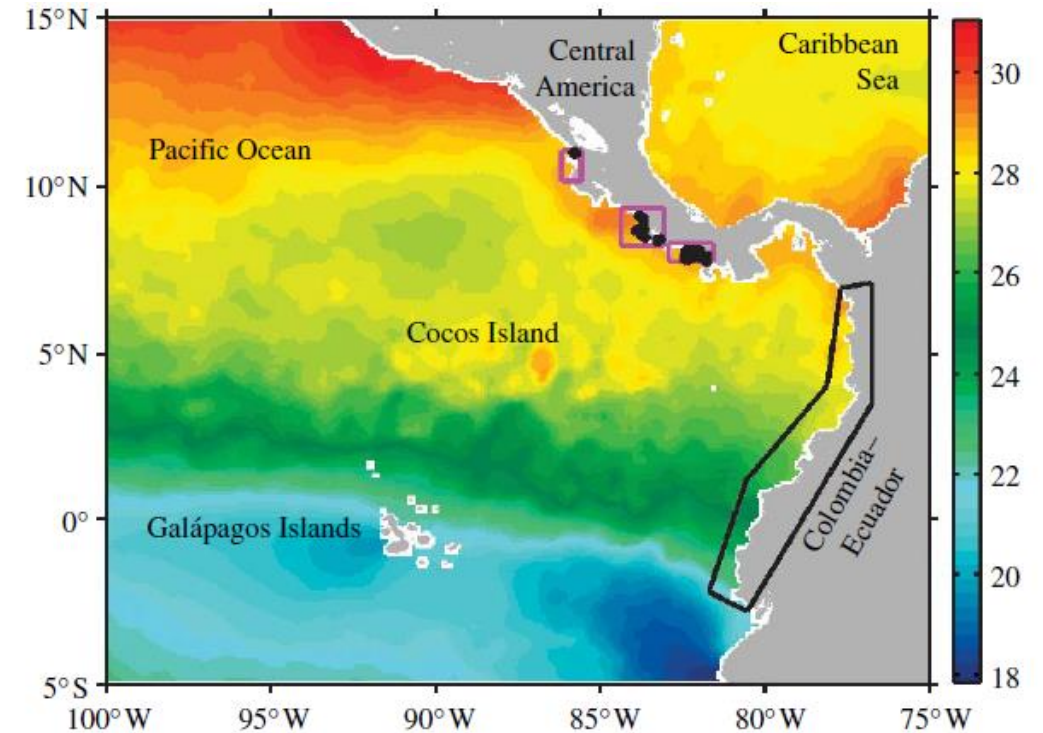 15°N
10°N
5°N
0°
5°S
100°W
95°W
90°W
85°W
80°W
75°W
Central
America
Caribbean
Sea
Pacific Ocean
Cocos Island
Galápagos Islands
Colombia–
Ecuador
30
28
26
24
22
20
18